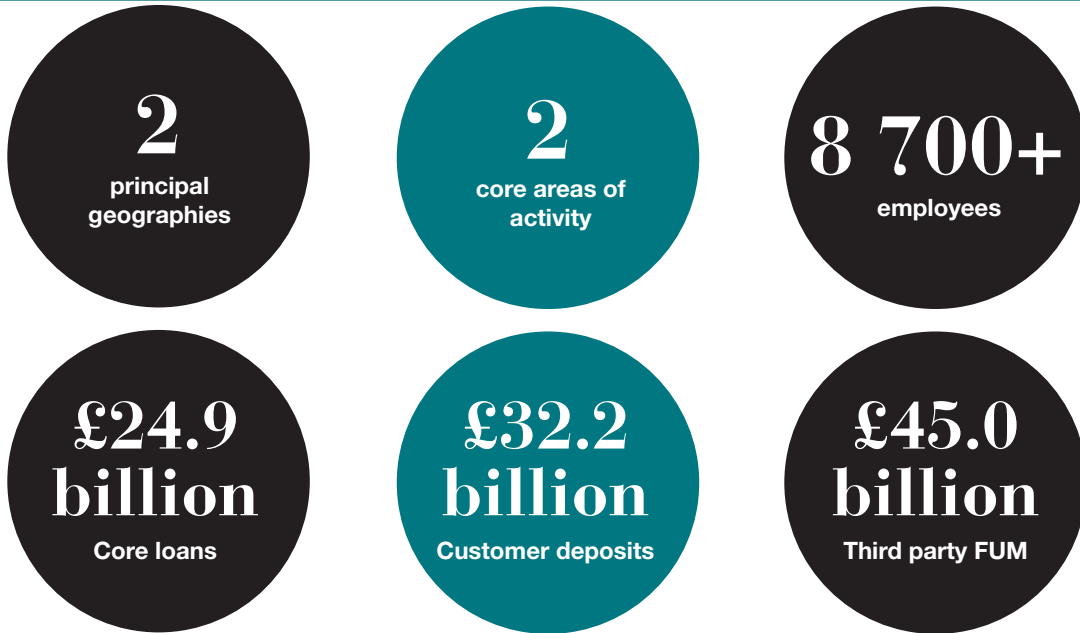 2
principal
geographies
2
core areas of
activity
8 700+
employees
£24.9
billion
Core loans
£32.2
billion
Customer deposits
£45.0
billion
Third party FUM